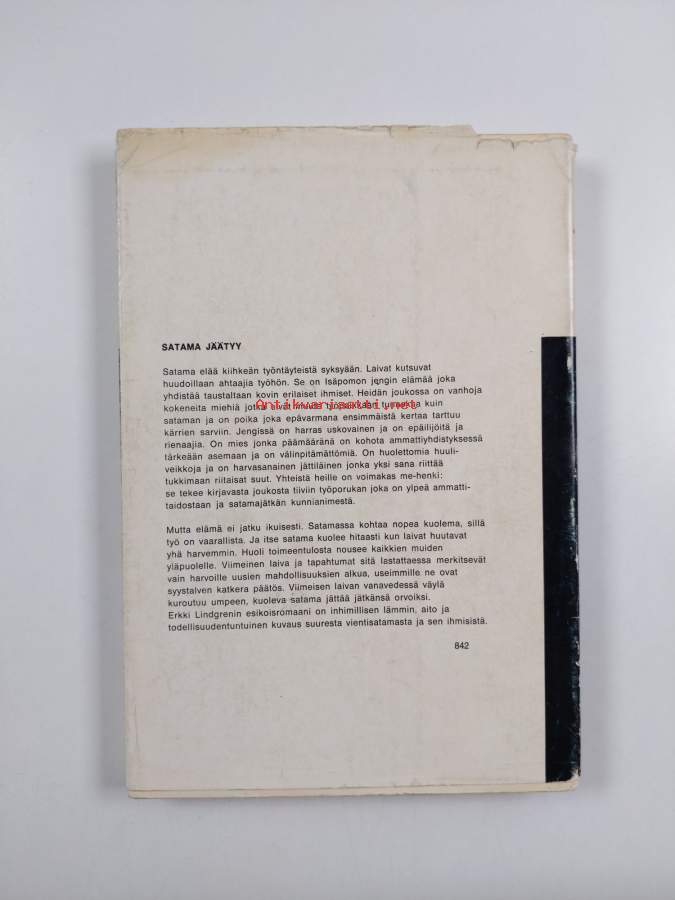 SATAMA JÄÄTYY
Satama elää kiihkeän työntäyteistä syksyään. Laivat kutsuvat
huudoillaan ahtaajia työhön. Se on Isäpomon jengin elämää joka
yhdistää taustaltaan kovin erilaiset ihmiset. Heidän joukossa on vanhoja
kokeneita miehiä jotka eivät muuta työpaikkaa tunnekaan kuin
Antikvariaatti.net
sataman ja on poika joka epävarmana ensimmäistä kertaa tarttuu
kärrien sarviin. Jengissä on harras uskovainen ja on epäilijöitä ja
rienaajia. On mies jonka päämääränä on kohota ammattiyhdistyksessä
tärkeään asemaan ja on välinpitämättömiä. On huolettomia huuli-
veikkoja ja on harvasanainen jättiläinen jonka yksi sana riittää
tukkimaan riitaisat suut. Yhteistä heille on voimakas me-henki:
se tekee kirjavasta joukosta tiiviin työporukan joka on ylpeä ammatti-
taidostaan ja satamajätkän kunnianimestä.
Mutta elämä ei jatku ikuisesti. Satamassa kohtaa nopea kuolema, sillä
työ on vaarallista. Ja itse satama kuolee hitaasti kun laivat huutavat
yhä harvemmin. Huoli toimeentulosta nousee kaikkien muiden
yläpuolelle. Viimeinen laiva ja tapahtumat sitä lastattaessa merkitsevät
vain harvoille uusien mahdollisuuksien alkua, useimmille ne ovat
syystalven katkera päätös. Viimeisen laivan vanavedessä väylä
kuroutuu umpeen, kuoleva satama jättää jätkänsä orvoiksi.
Erkki Lindgrenin esikoisromaani on inhimillisen lämmin, aito ja
todellisuudentuntuinen kuvaus suuresta vientisatamasta ja sen ihmisistä.
842